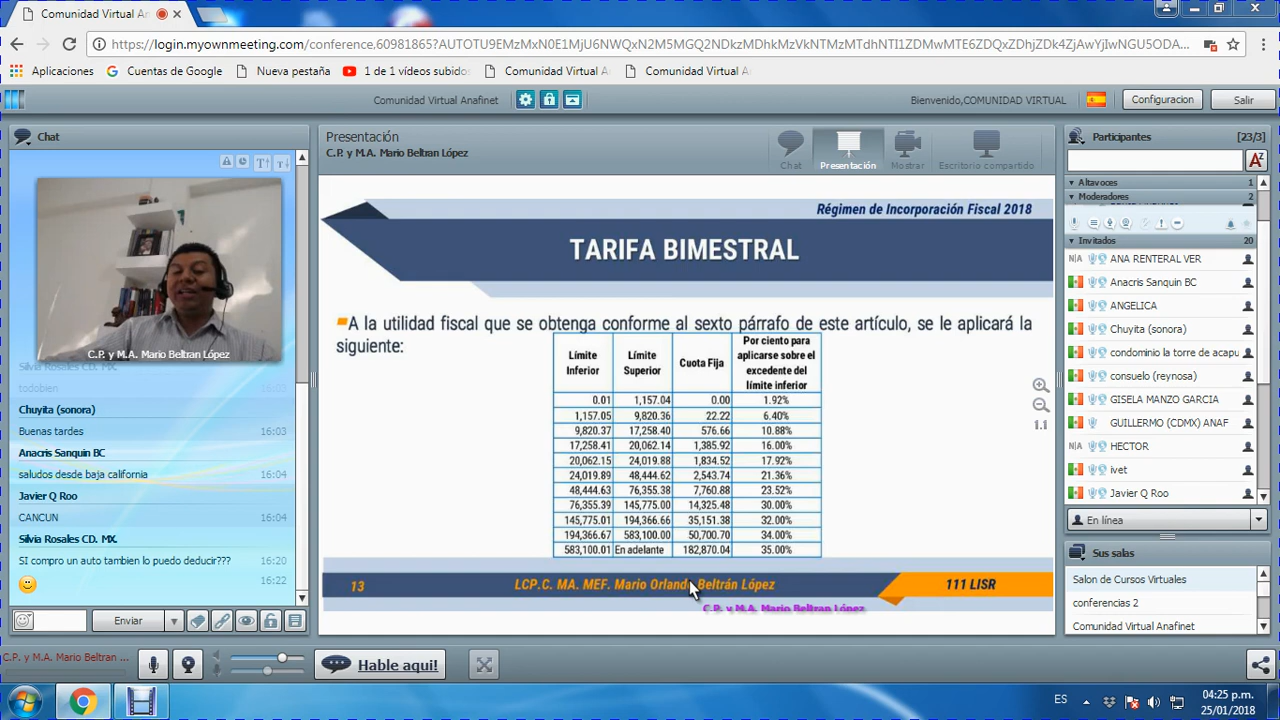 Comunidad Virtual An
https://login.myownmeeting.com/conference.60981865?AUTOTU9EMzMxN0E1MjU6NWQxN2M5MGQ2NDkzMDhkMzVkNTMzMTdhNTI1ZDMwMTE6ZDQxZDhjZDk4ZjAwYjIwNGU5ODA...
Aplicaciones
Cuentas de Google
Nueva pestaña
1 de 1 vídeos subidos
Comunidad Virtual A
Comunidad Virtual A
Comunidad Virtual Anafinet
Bienvenido,COMUNIDAD VIRTUAL
Configuracion
Salir
Chat
C.P. y M.A. Mario Beltran López
Silvia Rosales CD. MX.
todobien 16:03
Chuyita (sonora)
Buenas tardes 16:03
Anacris Sanquin BC
saludos desde baja california 16:04
Javier Q Roo
CANCUN 16:04
Silvia Rosales CD. MX.
SI compro un auto tambien lo puedo deducir??? 16:20
16:22
Enviar
Presentación
C.P. y M.A. Mario Beltran López
Chat
Presentación
Mostrar
Escritorio compartido
Régimen de Incorporación Fiscal 2018
TARIFA BIMESTRAL
A la utilidad fiscal que se obtenga conforme al sexto párrafo de este artículo, se le aplicará la
siguiente:
Límite Inferior Límite Superior Cuota Fija Por ciento para aplicarse sobre el excedente del límite inferior
0.01 1,157.04 0.00 1.92%
1,157.05 9,820.36 22.22 6.40%
9,820.37 17,258.40 576.66 10.88%
17,258.41 20,062.14 1,385.92 16.00%
20,062.15 24,019.88 1,834.52 17.92%
24,019.89 48,444.62 2,543.74 21.36%
48,444.63 76,355.38 7,760.88 23.52%
76,355.39 145,775.00 14,325.48 30.00%
145,775.01 194,366.66 35,151.38 32.00%
194,366.67 583,100.00 50,700.70 34.00%
583,100.01 En adelante 182,870.04 35.00%
13
LCP.C. MA. MEF. Mario Orlando Beltrán López
111 LISR
C.P. y M.A. Mario Beltran López
1.1
Participantes
[23/3]
Altavoces 1
Moderadores 2
Invitados 20
N/A ANA RENTERAL VER
Anacris Sanquin BC
ANGELICA
Chuyita (sonora)
condominio la torre de acapu
consuelo (reynosa)
GISELA MANZO GARCIA
GUILLERMO (CDMX) ANAF
N/A HECTOR
ivet
Javier Q Roo
En línea
Sus salas
Salon de Cursos Virtuales
conferencias 2
Comunidad Virtual Anafinet
C.P. y M.A. Mario Beltran ...
Hable aqui!
ES
04:25 p.m.
25/01/2018